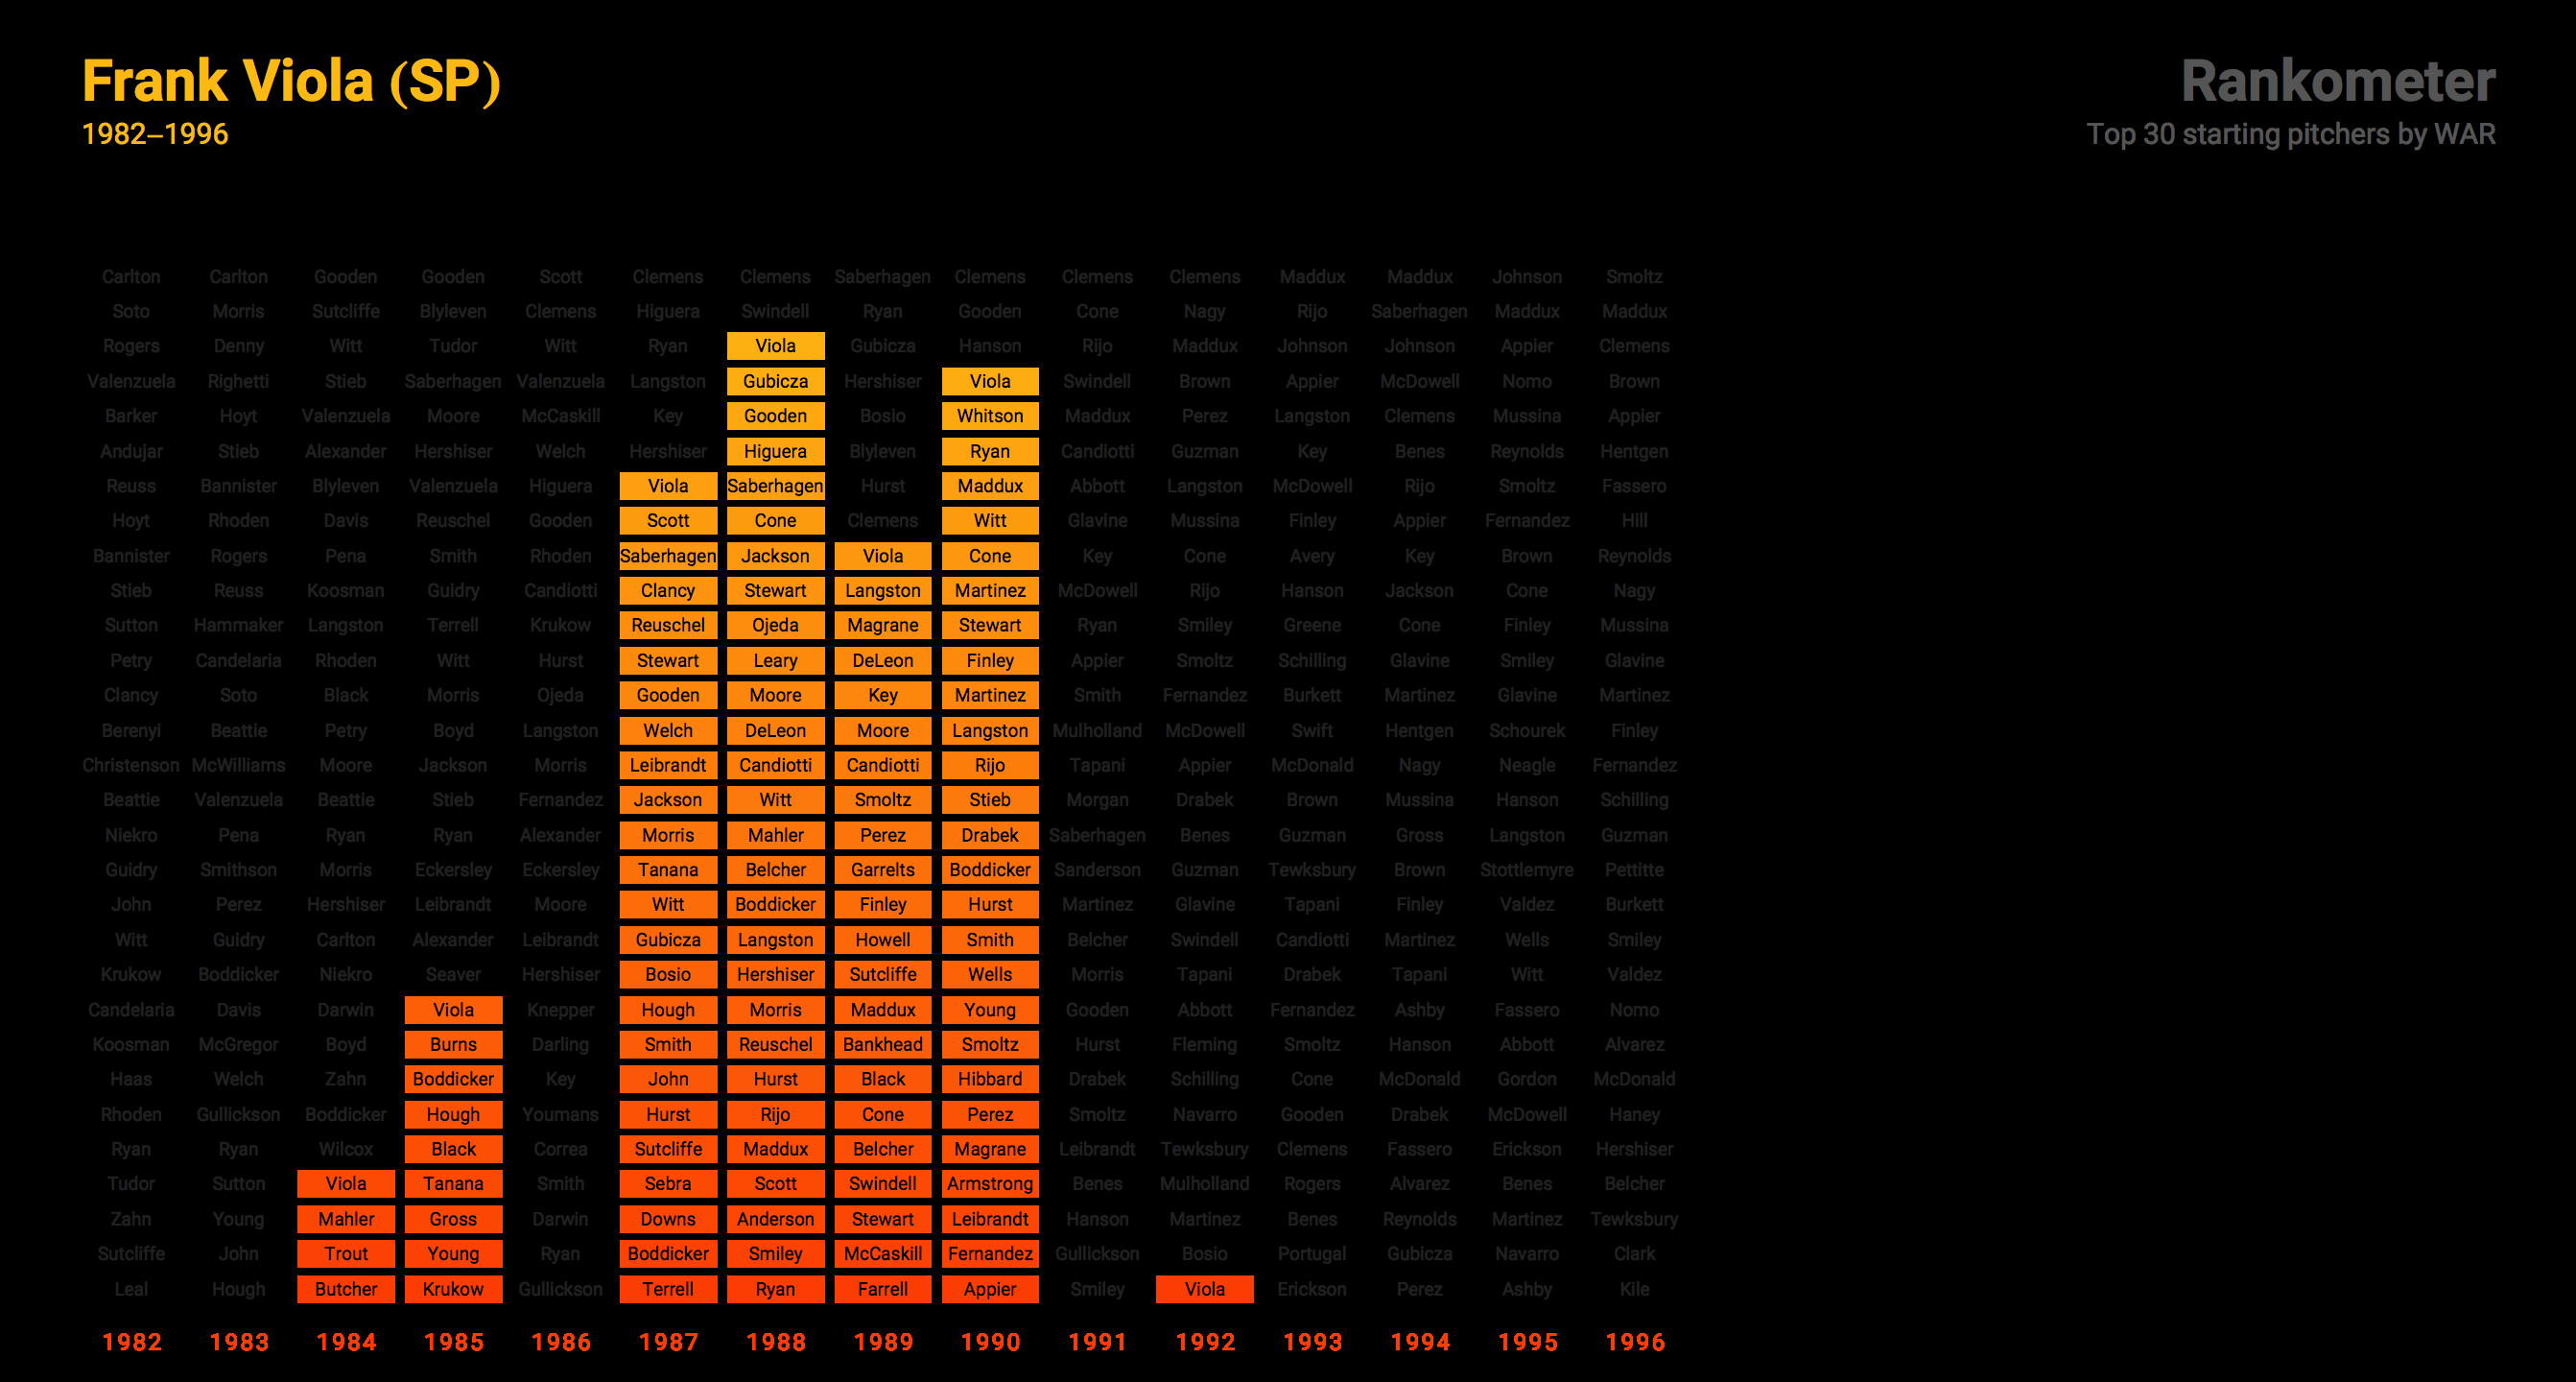 Frank Viola (SP)
1982–1996
Rankometer
Top 30 starting pitchers by WAR
Carlton Carlton Gooden Gooden Scott Clemens Clemens Saberhagen Clemens Clemens Clemens Maddux Maddux Johnson Smoltz
Soto Morris Sutcliffe Blyleven Clemens Higuera Swindell Ryan Gooden Cone Nagy Rijo Saberhagen Maddux Maddux
Rogers Denny Witt Tudor Witt Ryan Viola Gubicza Hanson Rijo Maddux Johnson Johnson Appier Clemens
Valenzuela Righetti Stieb Saberhagen Valenzuela Langston Gubicza Hershiser Viola Swindell Brown Appier McDowell Nomo Brown
Barker Hoyt Valenzuela Moore McCaskill Key Gooden Bosio Whitson Maddux Perez Langston Clemens Mussina Appier
Andujar Stieb Alexander Hershiser Welch Hershiser Higuera Blyleven Ryan Candiotti Guzman Key Benes Reynolds Hentgen
Reuss Bannister Blyleven Valenzuela Higuera Viola Saberhagen Hurst Maddux Abbott Langston McDowell Rijo Smoltz Fassero
Hoyt Rhoden Davis Reuschel Gooden Scott Cone Clemens Witt Glavine Mussina Finley Appier Fernandez Hill
Bannister Rogers Pena Smith Rhoden Saberhagen Jackson Viola Cone Key Cone Avery Key Brown Reynolds
Stieb Reuss Koosman Guidry Candiotti Clancy Stewart Langston Martinez McDowell Rijo Hanson Jackson Cone Nagy
Sutton Hammaker Langston Terrell Krukow Reuschel Ojeda Magrane Stewart Ryan Smiley Greene Cone Finley Mussina
Petry Candelaria Rhoden Witt Hurst Stewart Leary DeLeon Finley Appier Smoltz Schilling Glavine Smiley Glavine
Clancy Soto Black Morris Ojeda Gooden Moore Key Martinez Smith Fernandez Burkett Martinez Glavine Martinez
Berenyi Beattie Petry Boyd Langston Welch DeLeon Moore Langston Mulholland McDowell Swift Hentgen Schourek Finley
Christenson McWilliams Moore Jackson Morris Leibrandt Candiotti Candiotti Rijo Tapani Appier McDonald Nagy Neagle Fernandez
Beattie Valenzuela Beattie Stieb Fernandez Jackson Witt Smoltz Stieb Morgan Drabek Brown Mussina Hanson Schilling
Niekro Pena Ryan Ryan Alexander Morris Mahler Perez Drabek Saberhagen Benes Guzman Gross Langston Guzman
Guidry Smithson Morris Eckersley Eckersley Tanana Belcher Garrelts Boddicker Sanderson Guzman Tewksbury Brown Stottlemyre Pettitte
John Perez Hershiser Leibrandt Moore Witt Boddicker Finley Hurst Martinez Glavine Tapani Finley Valdez Burkett
Witt Guidry Carlton Alexander Leibrandt Gubicza Langston Howell Smith Belcher Swindell Candiotti Martinez Wells Smiley
Krukow Boddicker Niekro Seaver Hershiser Bosio Hershiser Sutcliffe Wells Morris Tapani Drabek Tapani Witt Valdez
Candelaria Davis Darwin Viola Knepper Hough Morris Maddux Young Gooden Abbott Fernandez Ashby Fassero Nomo
Koosman McGregor Boyd Burns Darling Smith Reuschel Bankhead Smoltz Hurst Fleming Smoltz Hanson Abbott Alvarez
Haas Welch Zahn Boddicker Key John Hurst Black Hibbard Drabek Schilling Cone McDonald Gordon McDonald
Rhoden Gullickson Boddicker Hough Youmans Hurst Rijo Cone Perez Smoltz Navarro Gooden Drabek McDowell Haney
Ryan Ryan Wilcox Black Correa Sutcliffe Maddux Belcher Magrane Leibrandt Tewksbury Clemens Fassero Erickson Hershiser
Tudor Sutton Viola Tanana Smith Sebra Scott Swindell Armstrong Benes Mulholland Rogers Alvarez Benes Belcher
Zahn Young Mahler Gross Darwin Downs Anderson Stewart Leibrandt Hanson Martinez Benes Reynolds Martinez Tewksbury
Sutcliffe John Trout Young Ryan Boddicker Smiley McCaskill Fernandez Gullickson Bosio Portugal Gubicza Navarro Clark
Leal Hough Butcher Krukow Gullickson Terrell Ryan Farrell Appier Smiley Viola Erickson Perez Ashby Kile
1982 1983 1984 1985 1986 1987 1988 1989 1990 1991 1992 1993 1994 1995 1996